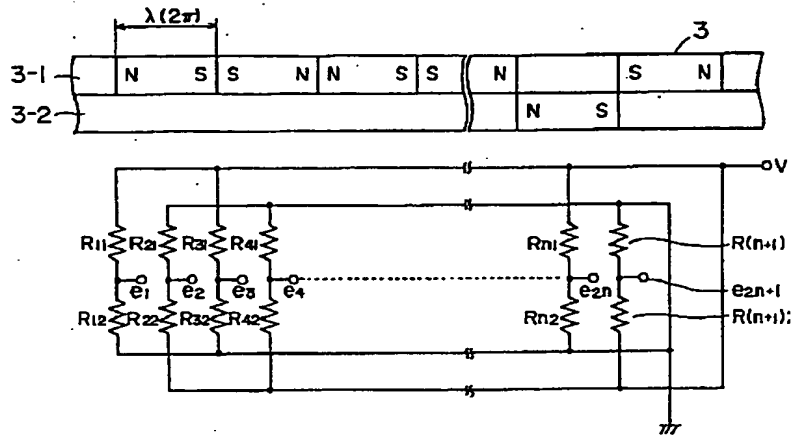 λ(2π)
3
3-1 N S S N N S S N S N
3-2 N S
V
R11 R21 R31 R41 Rn1 R(n+1)
e1 e2 e3 e4 e2n e2n+1
R12 R22 R32 R42 Rn2 R(n+1):